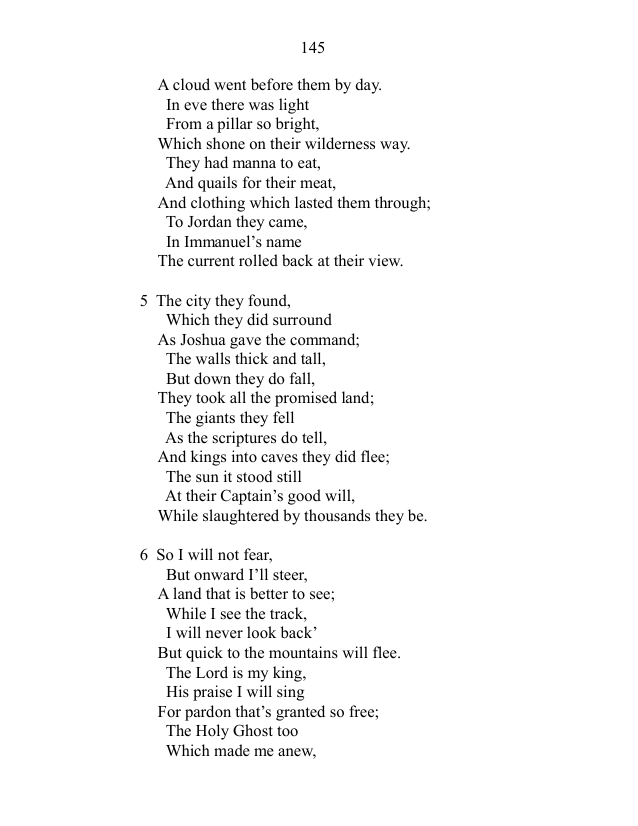 145
A cloud went before them by day.
In eve there was light
From a pillar so bright,
Which shone on their wilderness way.
They had manna to eat,
And quails for their meat,
And clothing which lasted them through;
To Jordan they came,
In Immanuel’s name
The current rolled back at their view.
5 The city they found,
Which they did surround
As Joshua gave the command;
The walls thick and tall,
But down they do fall,
They took all the promised land;
The giants they fell
As the scriptures do tell,
And kings into caves they did flee;
The sun it stood still
At their Captain’s good will,
While slaughtered by thousands they be.
6 So I will not fear,
But onward I’ll steer,
A land that is better to see;
While I see the track,
I will never look back’
But quick to the mountains will flee.
The Lord is my king,
His praise I will sing
For pardon that’s granted so free;
The Holy Ghost too
Which made me anew,